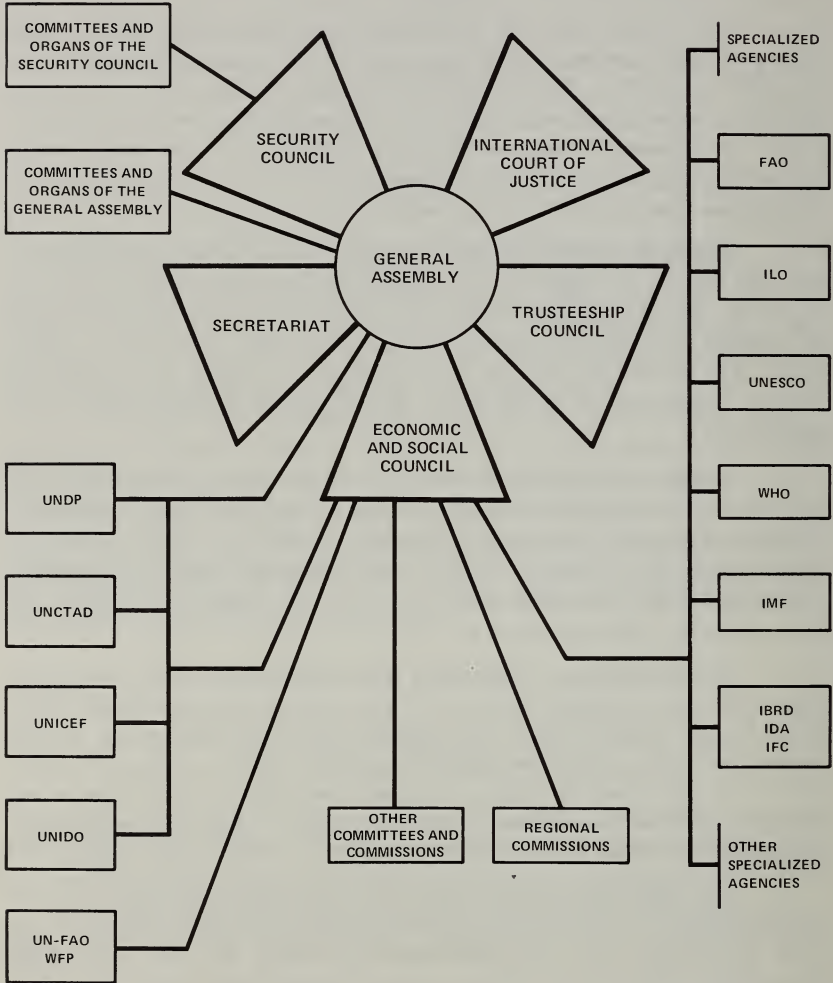 COMMITTEES AND
ORGANS OF THE
SECURITY COUNCIL
COMMITTEES AND
ORGANS OF THE
GENERAL ASSEMBLY
SECURITY
COUNCIL
INTERNATIONAL
COURT OF
JUSTICE
GENERAL
ASSEMBLY
SECRETARIAT
TRUSTEESHIP
COUNCIL
ECONOMIC
AND SOCIAL
COUNCIL
UNDP
UNCTAD
UNICEF
UNIDO
UN-FAO
WFP
OTHER
COMMITTEES AND
COMMISSIONS
REGIONAL
COMMISSIONS
SPECIALIZED
AGENCIES
FAO
ILO
UNESCO
WHO
IMF
IBRD
IDA
IFC
OTHER
SPECIALIZED
AGENCIES